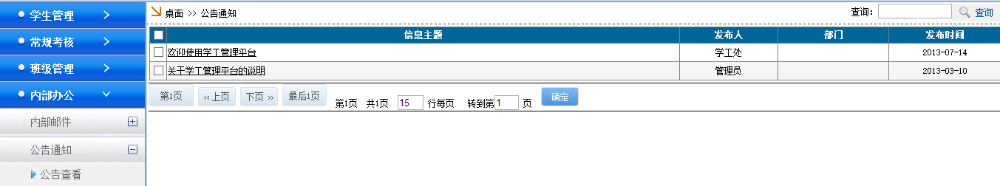 学生管理
常规考核
班级管理
内部办公
内部邮件
公告通知
公告查看
桌面 >> 公告通知
查询： 查询
信息主题 发布人 部门 发布时间
欢迎使用学工管理平台 学工处 2013-07-14
关于学工管理平台的说明 管理员 2013-03-10
第1页 ‹‹ 上页 下页 ›› 最后1页 第1页 共1页 15 行每页 转到第 1 页 确定